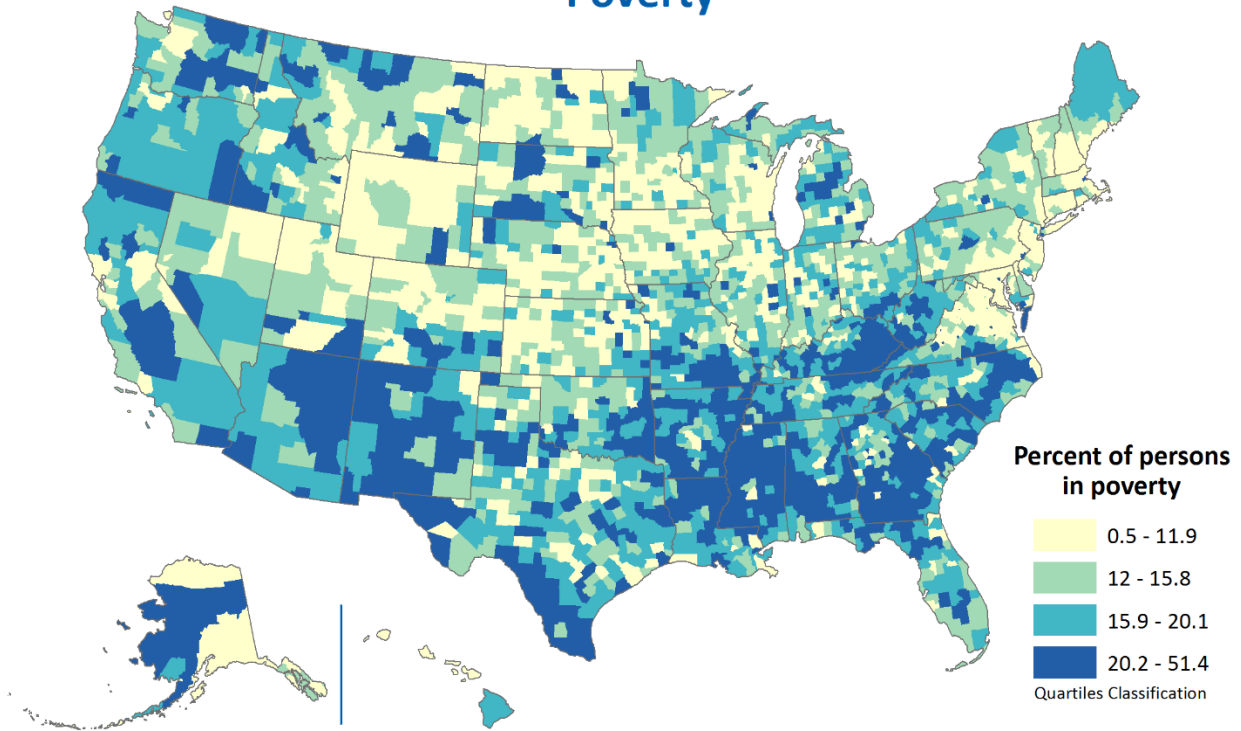 Poverty
Percent of persons
in poverty
0.5 - 11.9
12 - 15.8
15.9 - 20.1
20.2 - 51.4
Quartiles Classification